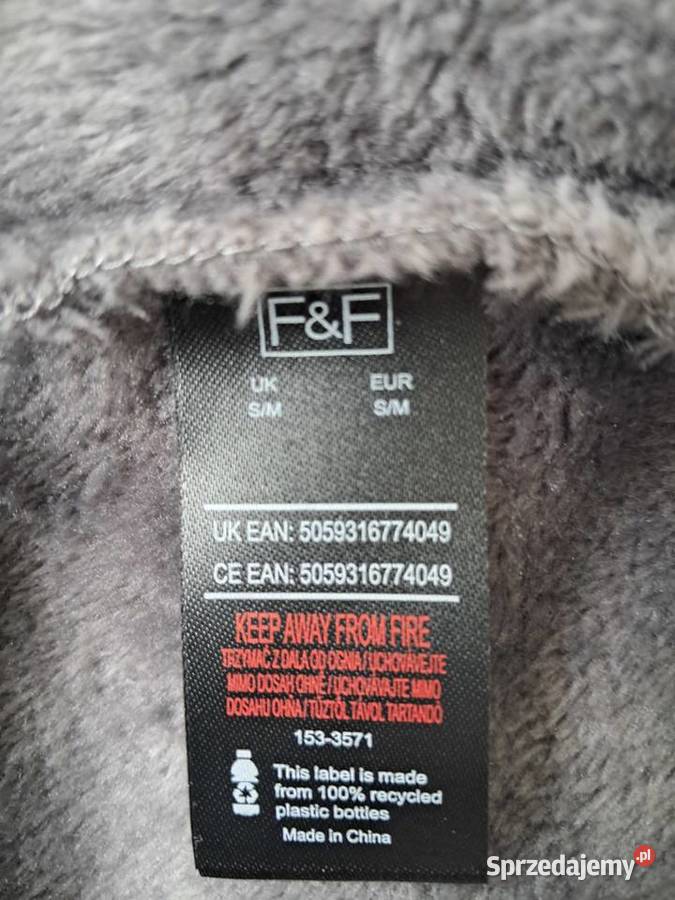 F&F
UK EUR
S/M S/M
UK EAN: 5059316774049
CE EAN: 5059316774049
KEEP AWAY FROM FIRE
TRZYMAĆ Z DALA OD OGNIA / UCHOVÁVEJTE
MIMO DOSAH OHNĚ / UCHOVÁVAJTE MIMO
DOSAHU OHŇA / TŰZTŐL TÁVOL TARTANDÓ
153-3571
This label is made
from 100% recycled
plastic bottles
Made in China
Sprzedajemy.pl